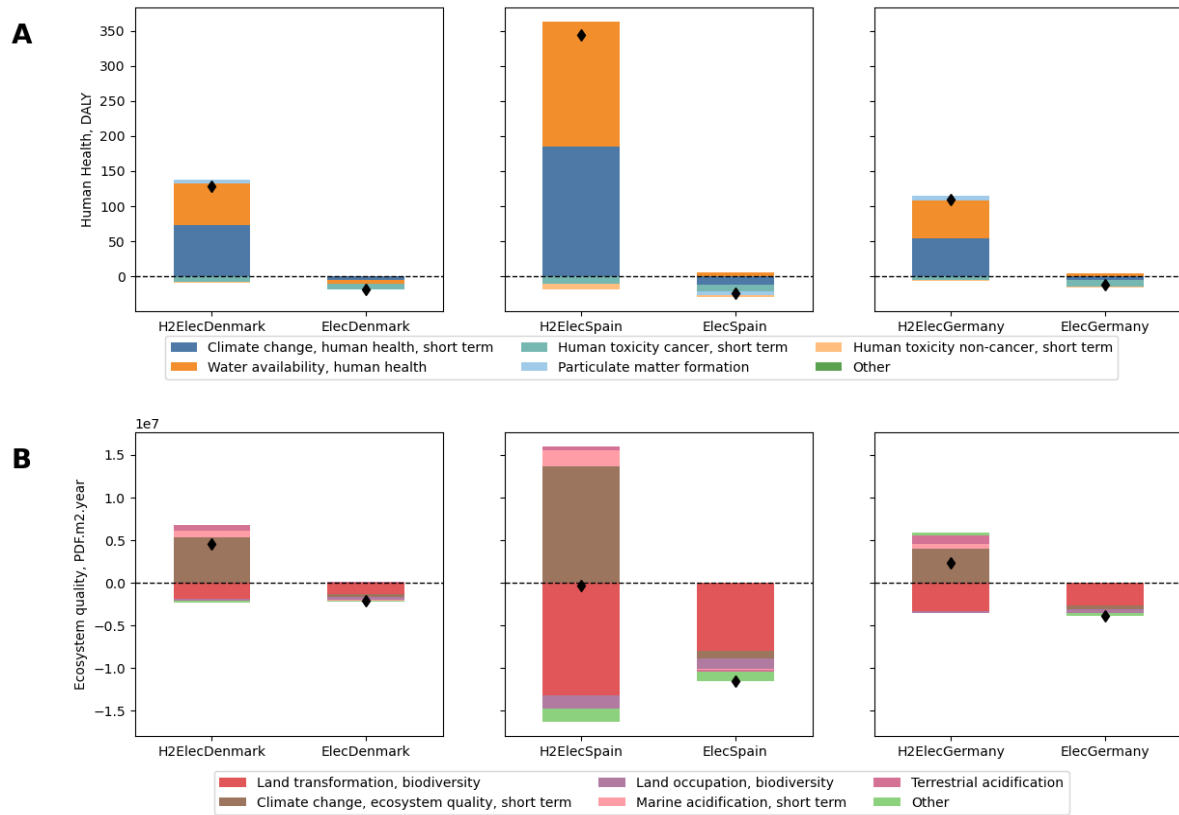 A
Human Health, DALY
350
300
250
200
150
100
50
0
H2ElecDenmark ElecDenmark H2ElecSpain ElecSpain H2ElecGermany ElecGermany
Climate change, human health, short term Human toxicity cancer, short term Human toxicity non-cancer, short term
Water availability, human health Particulate matter formation Other
B
1e7
Ecosystem quality, PDF.m2.year
1.5
1.0
0.5
0.0
−0.5
−1.0
−1.5
H2ElecDenmark ElecDenmark H2ElecSpain ElecSpain H2ElecGermany ElecGermany
Land transformation, biodiversity Land occupation, biodiversity Terrestrial acidification
Climate change, ecosystem quality, short term Marine acidification, short term Other